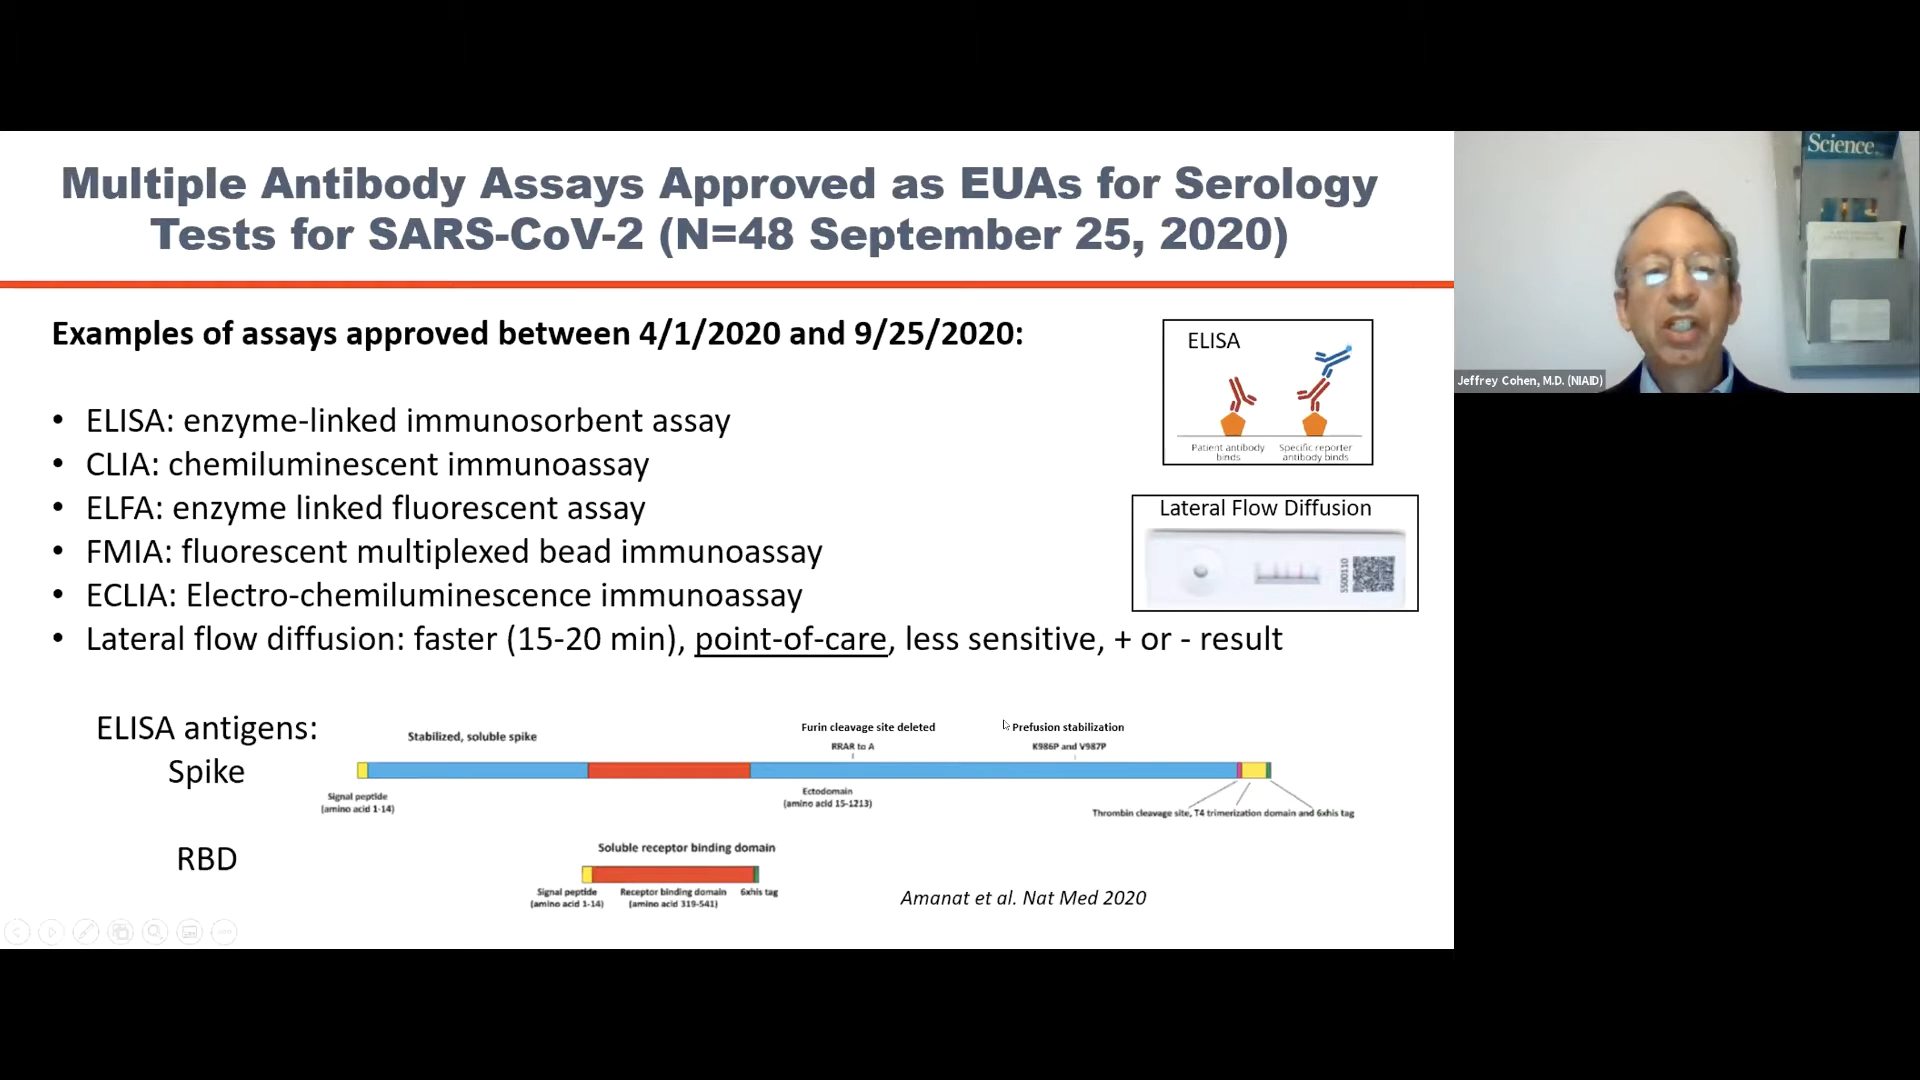 Multiple Antibody Assays Approved as EUAs for Serology
Tests for SARS-CoV-2 (N=48 September 25, 2020)
Examples of assays approved between 4/1/2020 and 9/25/2020:
• ELISA: enzyme-linked immunosorbent assay
• CLIA: chemiluminescent immunoassay
• ELFA: enzyme linked fluorescent assay
• FMIA: fluorescent multiplexed bead immunoassay
• ECLIA: Electro-chemiluminescence immunoassay
• Lateral flow diffusion: faster (15-20 min), point-of-care, less sensitive, + or - result
ELISA
Patient antibody
binds
Specific reporter
antibody binds
Lateral Flow Diffusion
ELISA antigens:
Spike
Stabilized, soluble spike
Furin cleavage site deleted
RRAR to A
Prefusion stabilization
K986P and V987P
Signal peptide
(amino acid 1-14)
Ectodomain
(amino acid 15-1213)
Thrombin cleavage site, T4 trimerization domain and 6xhis tag
RBD
Soluble receptor binding domain
Signal peptide
(amino acid 1-14)
Receptor binding domain
(amino acid 319-541)
6xhis tag
Amanat et al. Nat Med 2020
Science
Jeffrey Cohen, M.D. (NIAID)